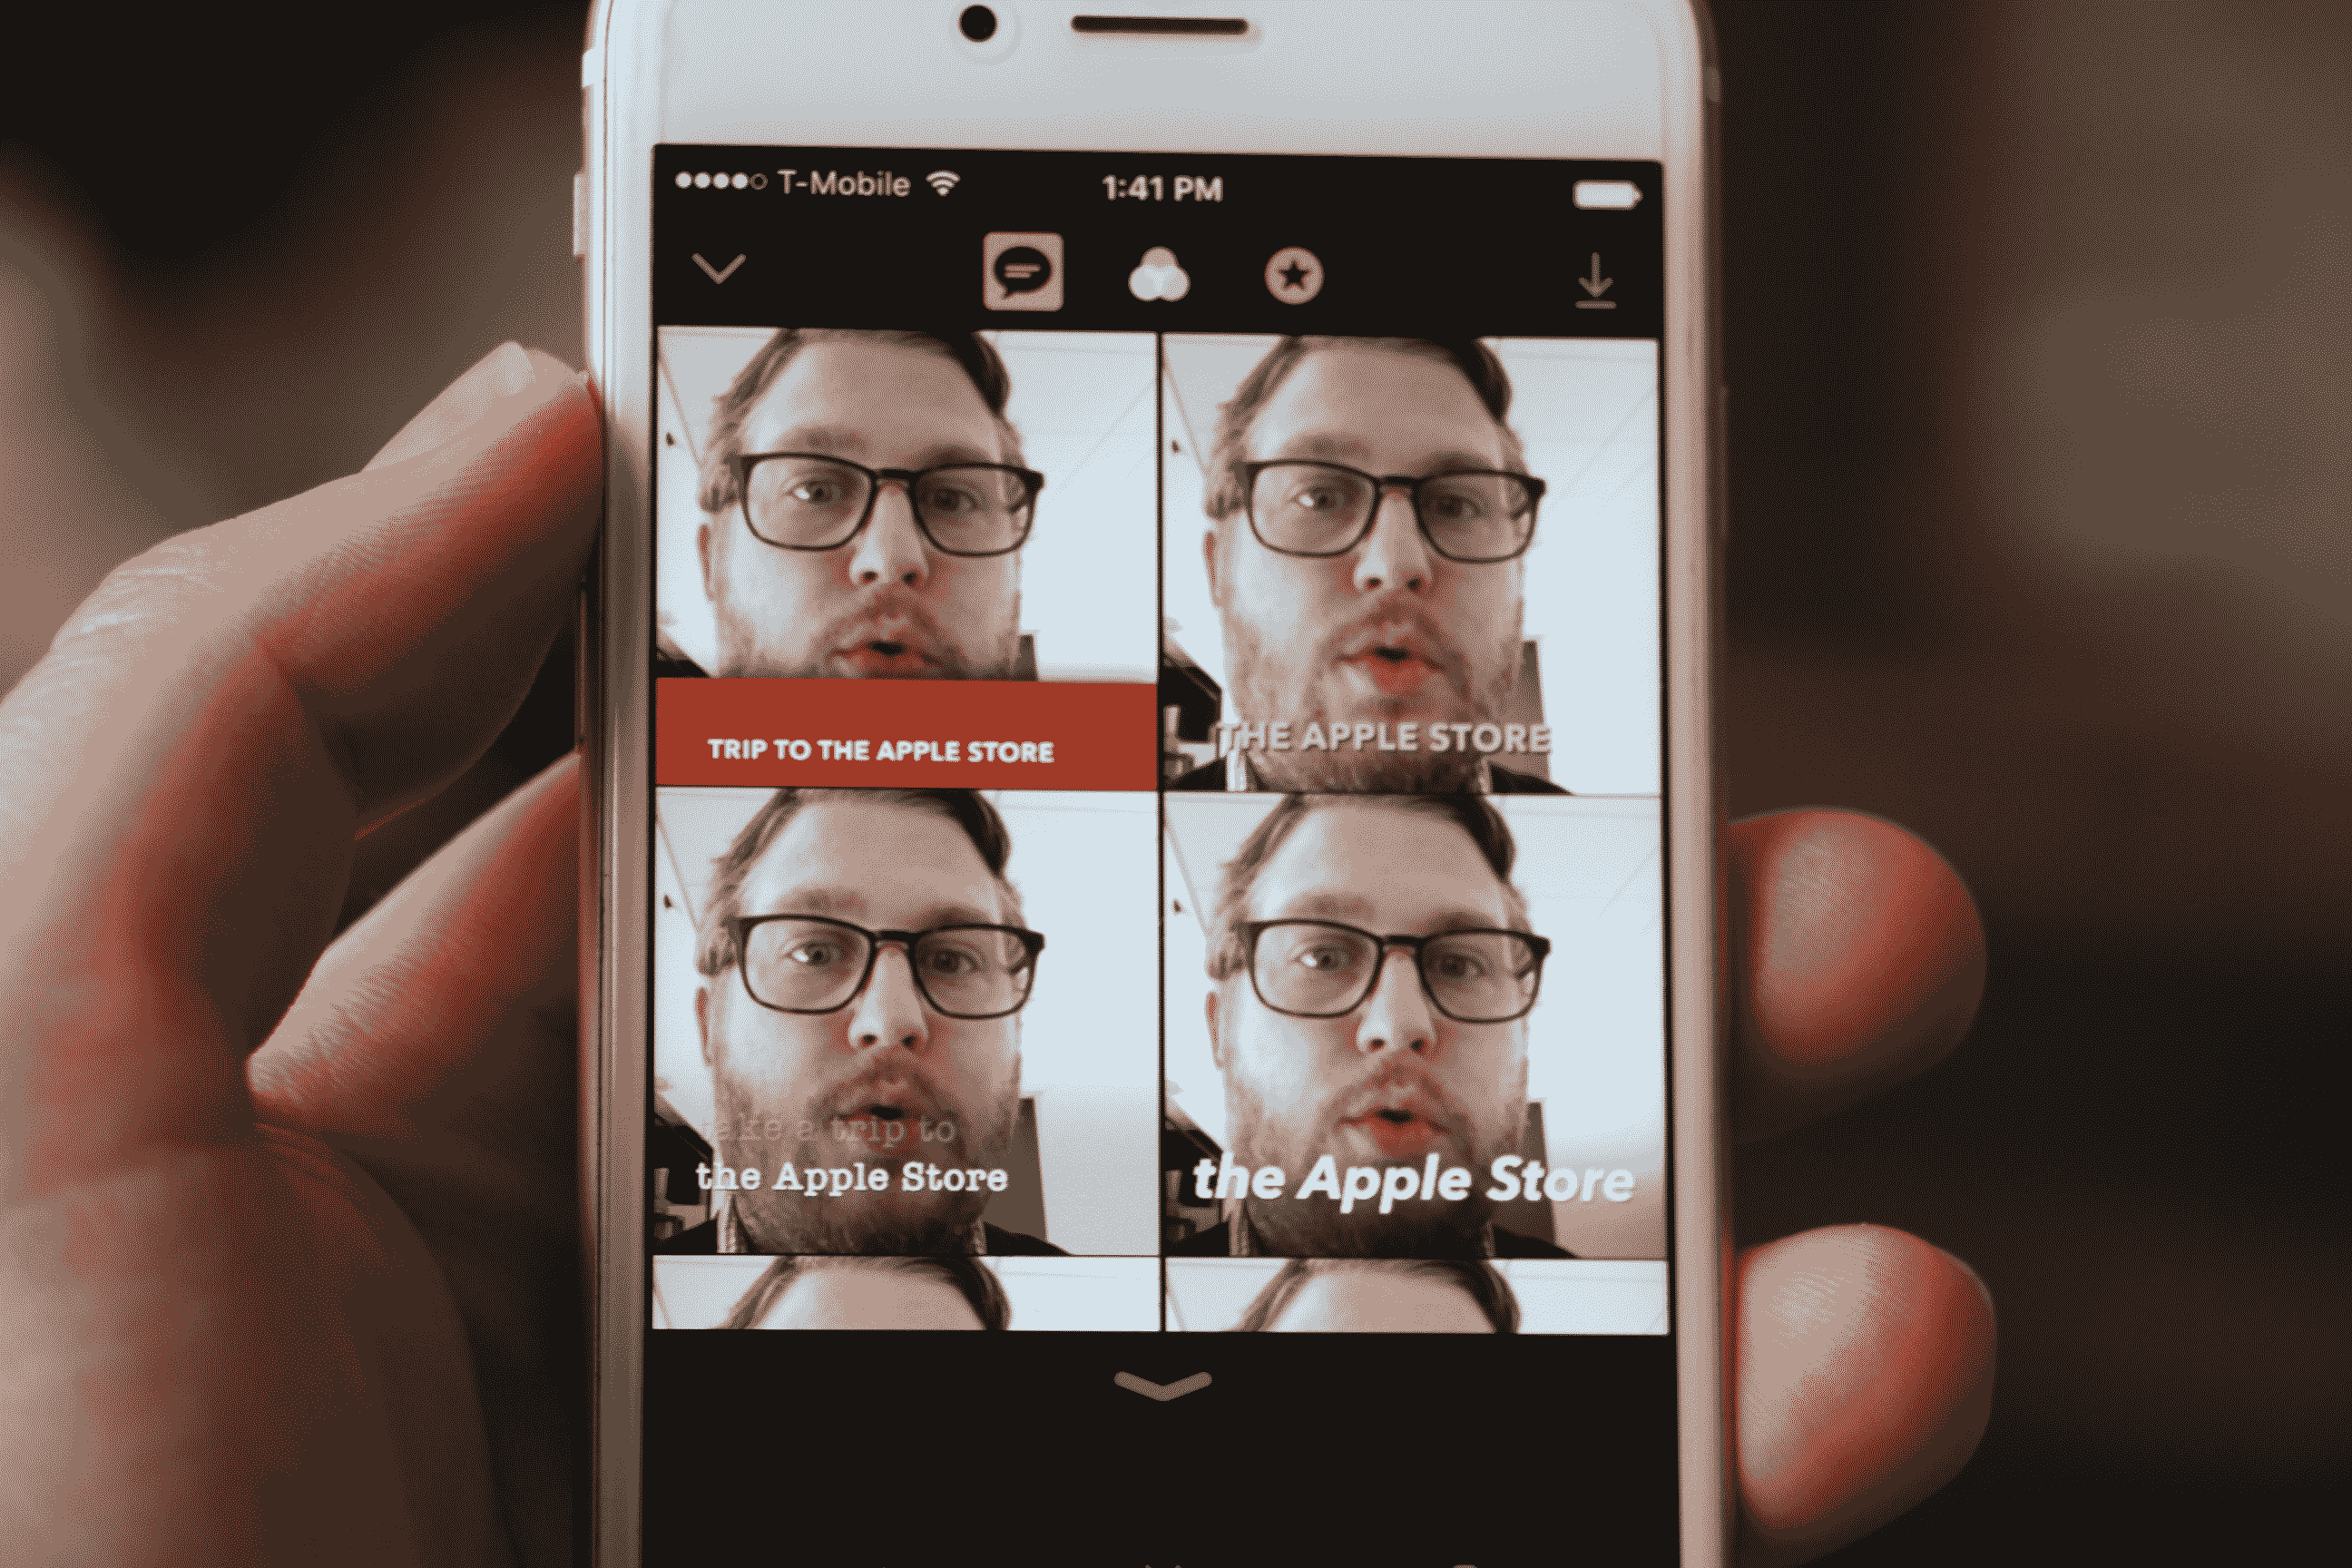 T-Mobile
1:41 PM
TRIP TO THE APPLE STORE
THE APPLE STORE
take a trip to
the Apple Store
the Apple Store